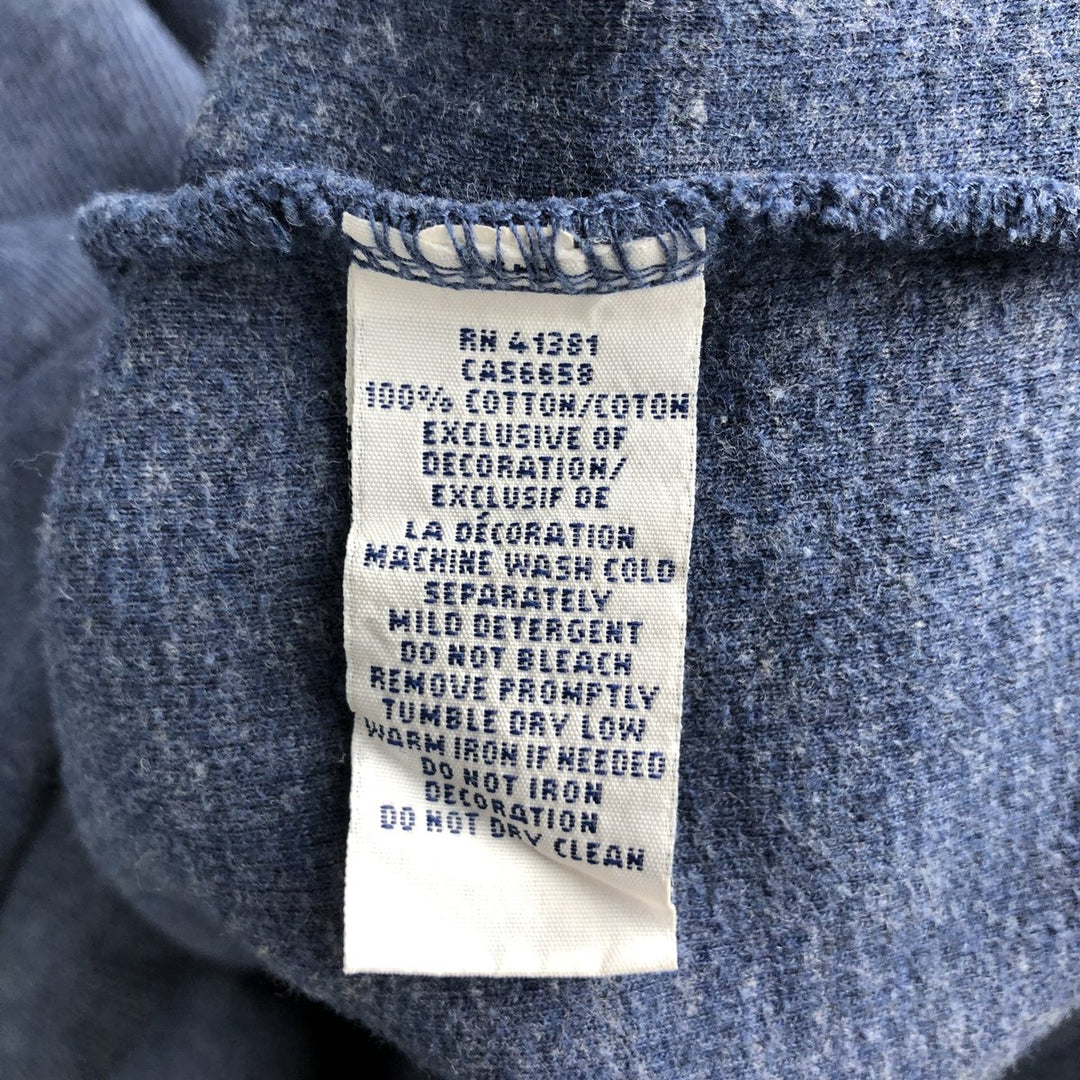 RN 41381
CA56658
100% COTTON/COTON
EXCLUSIVE OF
DECORATION/
EXCLUSIF DE
LA DÉCORATION
MACHINE WASH COLD
SEPARATELY
MILD DETERGENT
DO NOT BLEACH
REMOVE PROMPTLY
TUMBLE DRY LOW
WARM IRON IF NEEDED
DO NOT IRON
DECORATION
DO NOT DRY CLEAN